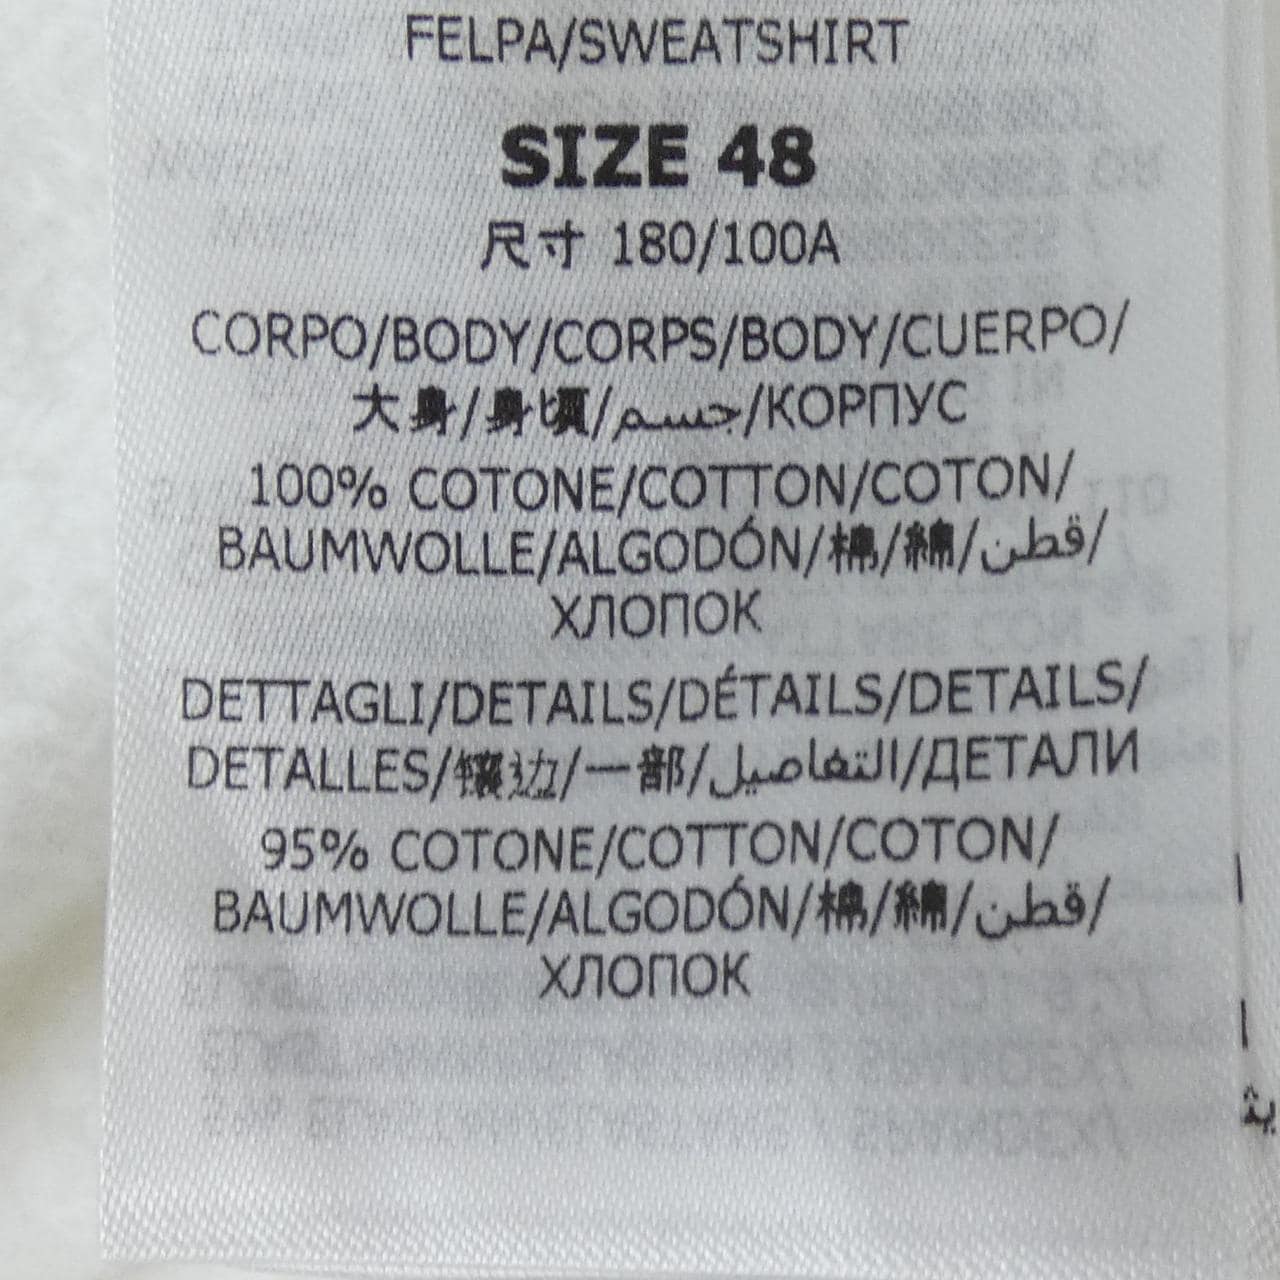 FELPA/SWEATSHIRT
SIZE 48
尺寸 180/100A
CORPO/BODY/CORPS/BODY/CUERPO/
大身/身頃/جسم/КОРПУС
100% COTONE/COTTON/COTON/
BAUMWOLLE/ALGODÓN/棉/綿/قطن/
ХЛОПОК
DETTAGLI/DETAILS/DÉTAILS/DETAILS/
DETALLES/镶边/一部/التفاصيل/ДЕТАЛИ
95% COTONE/COTTON/COTON/
BAUMWOLLE/ALGODÓN/棉/綿/قطن/
ХЛОПОК